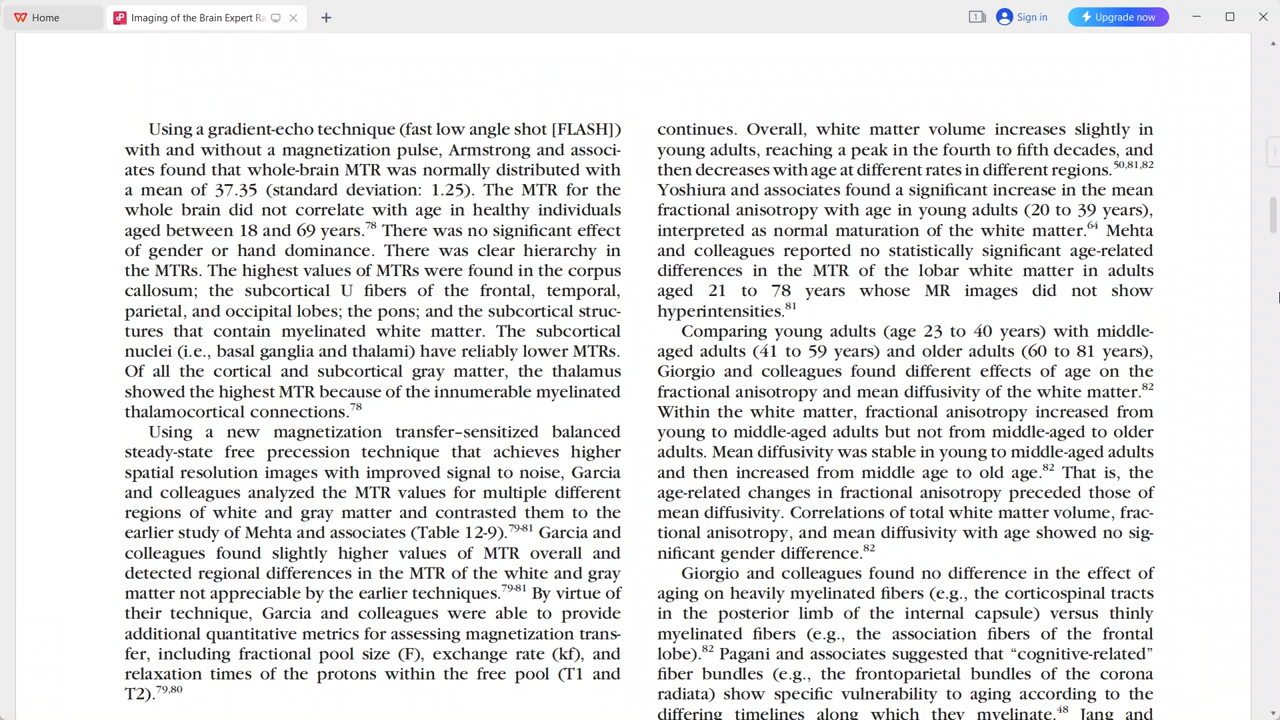 Home
Imaging of the Brain Expert Ra
1
Sign in
Upgrade now
Using a gradient-echo technique (fast low angle shot [FLASH])
with and without a magnetization pulse, Armstrong and associ-
ates found that whole-brain MTR was normally distributed with
a mean of 37.35 (standard deviation: 1.25). The MTR for the
whole brain did not correlate with age in healthy individuals
aged between 18 and 69 years.78 There was no significant effect
of gender or hand dominance. There was clear hierarchy in
the MTRs. The highest values of MTRs were found in the corpus
callosum; the subcortical U fibers of the frontal, temporal,
parietal, and occipital lobes; the pons; and the subcortical struc-
tures that contain myelinated white matter. The subcortical
nuclei (i.e., basal ganglia and thalami) have reliably lower MTRs.
Of all the cortical and subcortical gray matter, the thalamus
showed the highest MTR because of the innumerable myelinated
thalamocortical connections.78
Using a new magnetization transfer–sensitized balanced
steady-state free precession technique that achieves higher
spatial resolution images with improved signal to noise, Garcia
and colleagues analyzed the MTR values for multiple different
regions of white and gray matter and contrasted them to the
earlier study of Mehta and associates (Table 12-9).79-81 Garcia and
colleagues found slightly higher values of MTR overall and
detected regional differences in the MTR of the white and gray
matter not appreciable by the earlier techniques.79-81 By virtue of
their technique, Garcia and colleagues were able to provide
additional quantitative metrics for assessing magnetization trans-
fer, including fractional pool size (F), exchange rate (kf), and
relaxation times of the protons within the free pool (T1 and
T2).79,80
continues. Overall, white matter volume increases slightly in
young adults, reaching a peak in the fourth to fifth decades, and
then decreases with age at different rates in different regions.50,81,82
Yoshiura and associates found a significant increase in the mean
fractional anisotropy with age in young adults (20 to 39 years),
interpreted as normal maturation of the white matter.64 Mehta
and colleagues reported no statistically significant age-related
differences in the MTR of the lobar white matter in adults
aged 21 to 78 years whose MR images did not show
hyperintensities.81
Comparing young adults (age 23 to 40 years) with middle-
aged adults (41 to 59 years) and older adults (60 to 81 years),
Giorgio and colleagues found different effects of age on the
fractional anisotropy and mean diffusivity of the white matter.82
Within the white matter, fractional anisotropy increased from
young to middle-aged adults but not from middle-aged to older
adults. Mean diffusivity was stable in young to middle-aged adults
and then increased from middle age to old age.82 That is, the
age-related changes in fractional anisotropy preceded those of
mean diffusivity. Correlations of total white matter volume, frac-
tional anisotropy, and mean diffusivity with age showed no sig-
nificant gender difference.82
Giorgio and colleagues found no difference in the effect of
aging on heavily myelinated fibers (e.g., the corticospinal tracts
in the posterior limb of the internal capsule) versus thinly
myelinated fibers (e.g., the association fibers of the frontal
lobe).82 Pagani and associates suggested that “cognitive-related”
fiber bundles (e.g., the frontoparietal bundles of the corona
radiata) show specific vulnerability to aging according to the
differing timelines along which they myelinate.48 Jang and